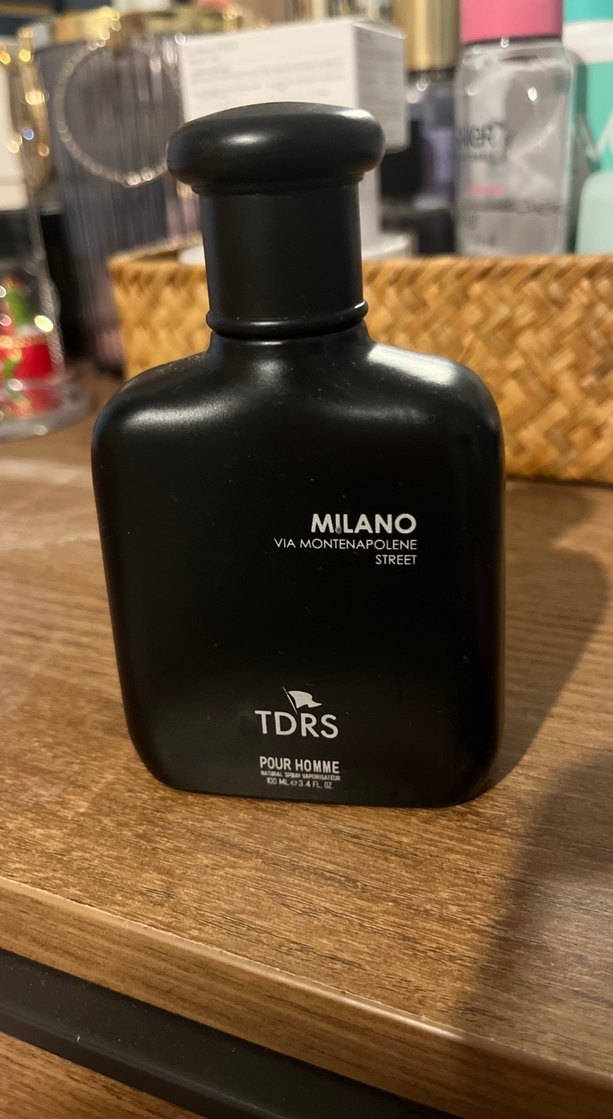 MILANO
VIA MONTENAPOLENE
STREET
TDRS
POUR HOMME
NATURAL SPRAY VAPORISATEUR
100 ML ℮ 3.4 FL. OZ.